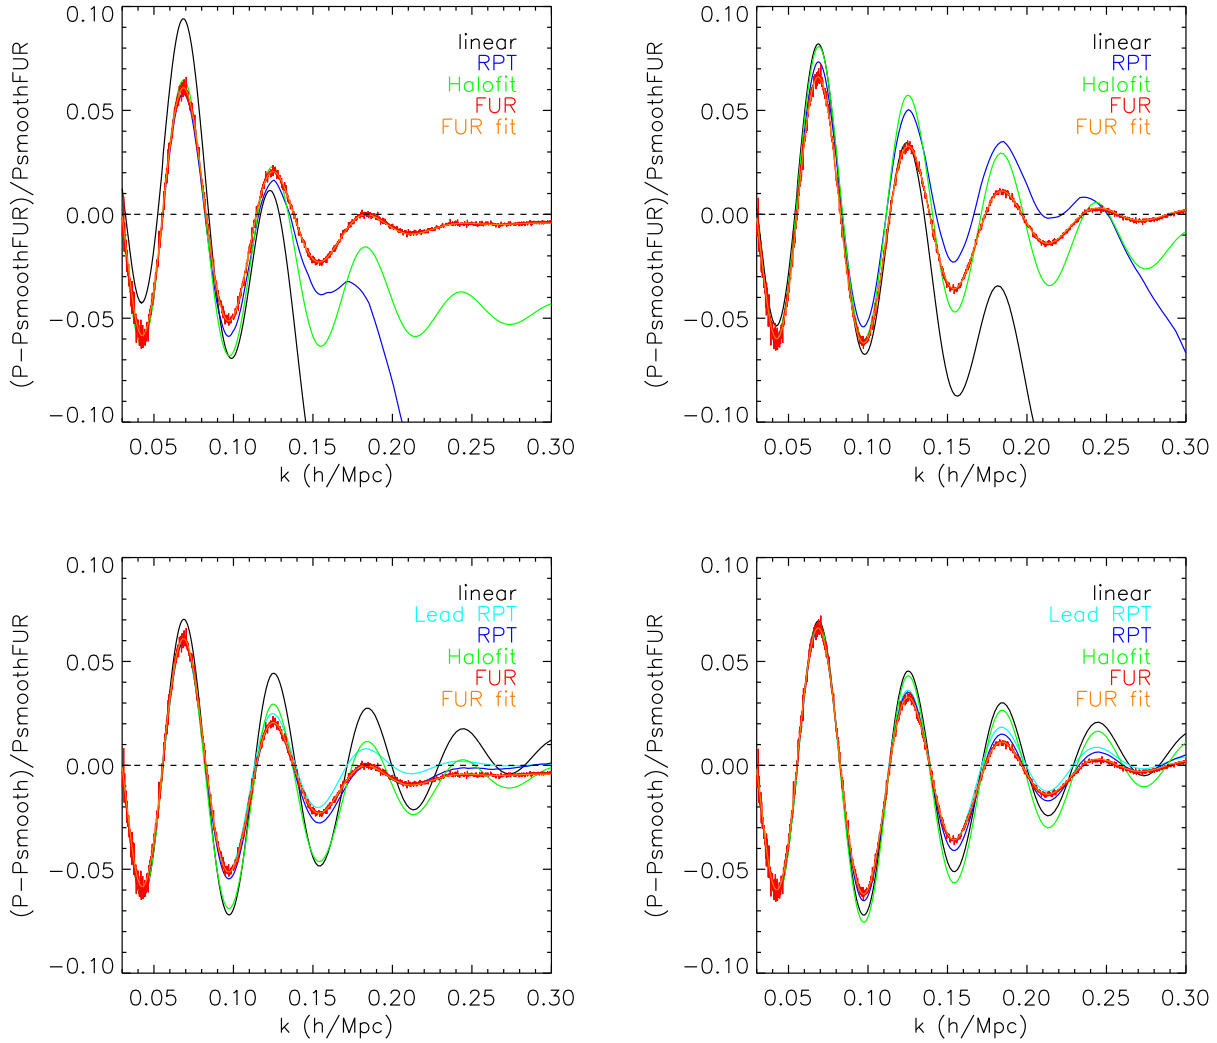 0.10
0.05
0.00
−0.05
−0.10
(P−PsmoothFUR)/PsmoothFUR
linear
RPT
Halofit
FUR
FUR fit
0.05 0.10 0.15 0.20 0.25 0.30
k (h/Mpc)
0.10
0.05
0.00
−0.05
−0.10
(P−PsmoothFUR)/PsmoothFUR
linear
RPT
Halofit
FUR
FUR fit
0.05 0.10 0.15 0.20 0.25 0.30
k (h/Mpc)
0.10
0.05
0.00
−0.05
−0.10
(P−Psmooth)/PsmoothFUR
linear
Lead RPT
RPT
Halofit
FUR
FUR fit
0.05 0.10 0.15 0.20 0.25 0.30
k (h/Mpc)
0.10
0.05
0.00
−0.05
−0.10
(P−Psmooth)/PsmoothFUR
linear
Lead RPT
RPT
Halofit
FUR
FUR fit
0.05 0.10 0.15 0.20 0.25 0.30
k (h/Mpc)